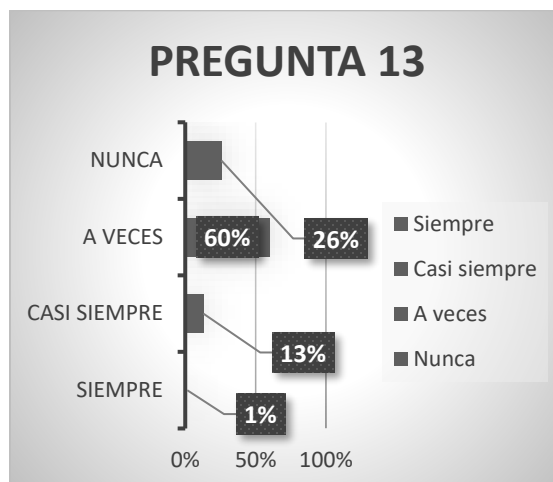 PREGUNTA 13
NUNCA
A VECES
CASI SIEMPRE
SIEMPRE
60%
26%
13%
1%
0%
50%
100%
Siempre
Casi siempre
A veces
Nunca